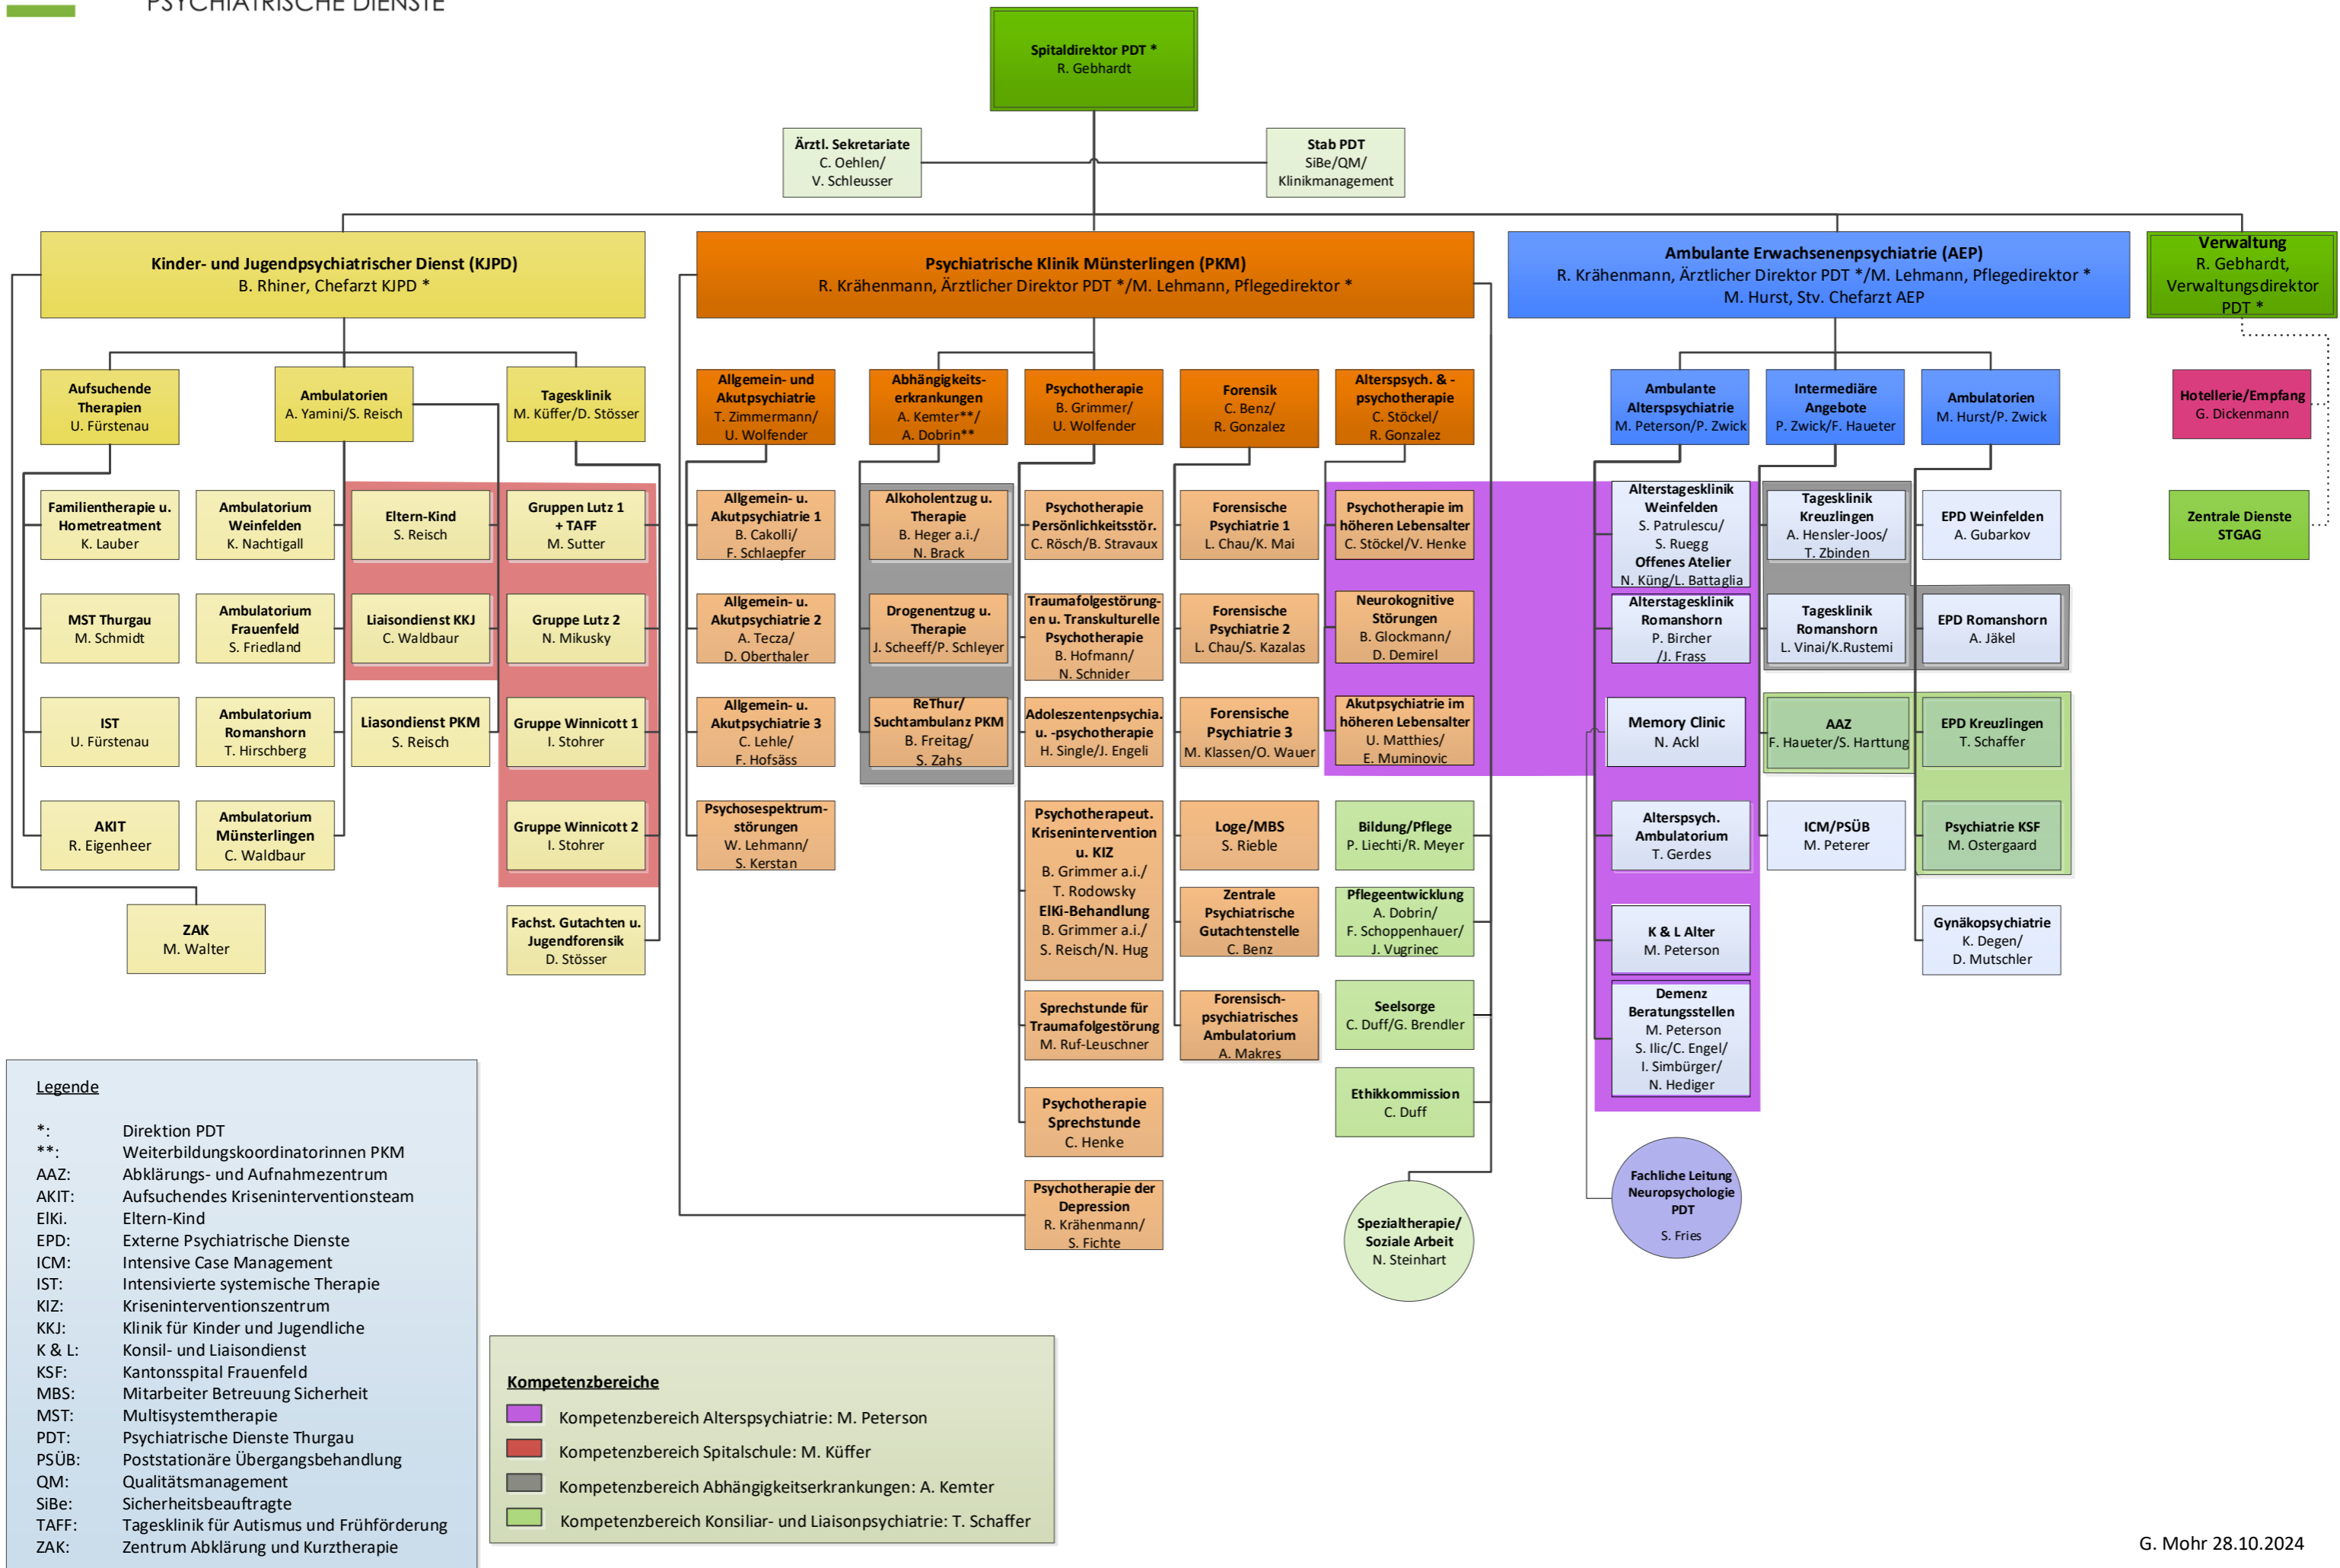 PSYCHIATRISCHE DIENSTE
Spitaldirektor PDT *
R. Gebhardt
Ärztl. Sekretariate
C. Oehlen/
V. Schleusser
Stab PDT
SiBe/QM/
Klinikmanagement
Kinder- und Jugendpsychiatrischer Dienst (KJPD)
B. Rhiner, Chefarzt KJPD *
Psychiatrische Klinik Münsterlingen (PKM)
R. Krähenmann, Ärztlicher Direktor PDT */M. Lehmann, Pflegedirektor *
Ambulante Erwachsenenpsychiatrie (AEP)
R. Krähenmann, Ärztlicher Direktor PDT */M. Lehmann, Pflegedirektor *
M. Hurst, Stv. Chefarzt AEP
Verwaltung
R. Gebhardt,
Verwaltungsdirektor
PDT *
Aufsuchende
Therapien
U. Fürstenau
Ambulatorien
A. Yamini/S. Reisch
Tagesklinik
M. Küffer/D. Stösser
Allgemein- und
Akutpsychiatrie
T. Zimmermann/
U. Wolfender
Abhängigkeits-
erkrankungen
A. Kemter**/
A. Dobrin**
Psychotherapie
B. Grimmer/
U. Wolfender
Forensik
C. Benz/
R. Gonzalez
Alterspsych. & -
psychotherapie
C. Stöckel/
R. Gonzalez
Ambulante
Alterspsychiatrie
M. Peterson/P. Zwick
Intermediäre
Angebote
P. Zwick/F. Haueter
Ambulatorien
M. Hurst/P. Zwick
Hotellerie/Empfang
G. Dickenmann
Familientherapie u.
Hometreatment
K. Lauber
Ambulatorium
Weinfelden
K. Nachtigall
Eltern-Kind
S. Reisch
Gruppen Lutz 1
+ TAFF
M. Sutter
Allgemein- u.
Akutpsychiatrie 1
B. Cakolli/
F. Schlaepfer
Alkoholentzug u.
Therapie
B. Heger a.i./
N. Brack
Psychotherapie
Persönlichkeitsstör.
C. Rösch/B. Stravaux
Forensische
Psychiatrie 1
L. Chau/K. Mai
Psychotherapie im
höheren Lebensalter
C. Stöckel/V. Henke
Alterstagesklinik
Weinfelden
S. Patrulescu/
S. Ruegg
Offenes Atelier
N. Küng/L. Battaglia
Tagesklinik
Kreuzlingen
A. Hensler-Joos/
T. Zbinden
EPD Weinfelden
A. Gubarkov
Zentrale Dienste
STGAG
MST Thurgau
M. Schmidt
Ambulatorium
Frauenfeld
S. Friedland
Liaisondienst KKJ
C. Waldbaur
Gruppe Lutz 2
N. Mikusky
Allgemein- u.
Akutpsychiatrie 2
A. Tecza/
D. Oberthaler
Drogenentzug u.
Therapie
J. Scheeff/P. Schleyer
Traumafolgestörung-
en u. Transkulturelle
Psychotherapie
B. Hofmann/
N. Schnider
Forensische
Psychiatrie 2
L. Chau/S. Kazalas
Neurokognitive
Störungen
B. Glockmann/
D. Demirel
Alterstagesklinik
Romanshorn
P. Bircher
/J. Frass
Tagesklinik
Romanshorn
L. Vinai/K.Rustemi
EPD Romanshorn
A. Jäkel
IST
U. Fürstenau
Ambulatorium
Romanshorn
T. Hirschberg
Liasondienst PKM
S. Reisch
Gruppe Winnicott 1
I. Stohrer
Allgemein- u.
Akutpsychiatrie 3
C. Lehle/
F. Hofsäss
ReThur/
Suchtambulanz PKM
B. Freitag/
S. Zahs
Adoleszentenpsychia.
u. -psychotherapie
H. Single/J. Engeli
Forensische
Psychiatrie 3
M. Klassen/O. Wauer
Akutpsychiatrie im
höheren Lebensalter
U. Matthies/
E. Muminovic
Memory Clinic
N. Ackl
AAZ
F. Haueter/S. Harttung
EPD Kreuzlingen
T. Schaffer
AKIT
R. Eigenheer
Ambulatorium
Münsterlingen
C. Waldbaur
Gruppe Winnicott 2
I. Stohrer
Psychosespektrum-
störungen
W. Lehmann/
S. Kerstan
Psychotherapeut.
Krisenintervention
u. KIZ
B. Grimmer a.i./
T. Rodowsky
ElKi-Behandlung
B. Grimmer a.i./
S. Reisch/N. Hug
Loge/MBS
S. Rieble
Bildung/Pflege
P. Liechti/R. Meyer
Alterspsych.
Ambulatorium
T. Gerdes
ICM/PSÜB
M. Peterer
Psychiatrie KSF
M. Ostergaard
ZAK
M. Walter
Fachst. Gutachten u.
Jugendforensik
D. Stösser
Zentrale
Psychiatrische
Gutachtenstelle
C. Benz
Pflegeentwicklung
A. Dobrin/
F. Schoppenhauer/
J. Vugrinec
K & L Alter
M. Peterson
Gynäkopsychiatrie
K. Degen/
D. Mutschler
Sprechstunde für
Traumafolgestörung
M. Ruf-Leuschner
Forensisch-
psychiatrisches
Ambulatorium
A. Makres
Seelsorge
C. Duff/G. Brendler
Demenz
Beratungsstellen
M. Peterson
S. Ilic/C. Engel/
I. Simbürger/
N. Hediger
Psychotherapie
Sprechstunde
C. Henke
Ethikkommission
C. Duff
Psychotherapie der
Depression
R. Krähenmann/
S. Fichte
Spezialtherapie/
Soziale Arbeit
N. Steinhart
Fachliche Leitung
Neuropsychologie
PDT
S. Fries
Legende
*: Direktion PDT
**: Weiterbildungskoordinatorinnen PKM
AAZ: Abklärungs- und Aufnahmezentrum
AKIT: Aufsuchendes Kriseninterventionsteam
ElKi. Eltern-Kind
EPD: Externe Psychiatrische Dienste
ICM: Intensive Case Management
IST: Intensivierte systemische Therapie
KIZ: Kriseninterventionszentrum
KKJ: Klinik für Kinder und Jugendliche
K & L: Konsil- und Liaisondienst
KSF: Kantonsspital Frauenfeld
MBS: Mitarbeiter Betreuung Sicherheit
MST: Multisystemtherapie
PDT: Psychiatrische Dienste Thurgau
PSÜB: Poststationäre Übergangsbehandlung
QM: Qualitätsmanagement
SiBe: Sicherheitsbeauftragte
TAFF: Tagesklinik für Autismus und Frühförderung
ZAK: Zentrum Abklärung und Kurztherapie
Kompetenzbereiche
Kompetenzbereich Alterspsychiatrie: M. Peterson
Kompetenzbereich Spitalschule: M. Küffer
Kompetenzbereich Abhängigkeitserkrankungen: A. Kemter
Kompetenzbereich Konsiliar- und Liaisonpsychiatrie: T. Schaffer
G. Mohr 28.10.2024